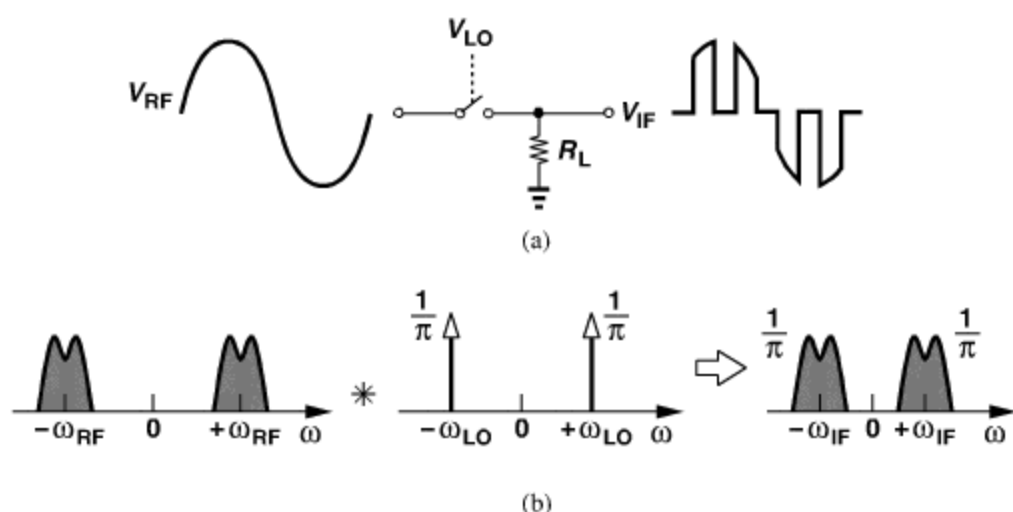 V_LO
V_RF
V_IF
R_L
(a)
1/π 1/π
1/π 1/π
−ω_RF 0 +ω_RF ω * −ω_LO 0 +ω_LO ω −ω_IF 0 +ω_IF ω
(b)